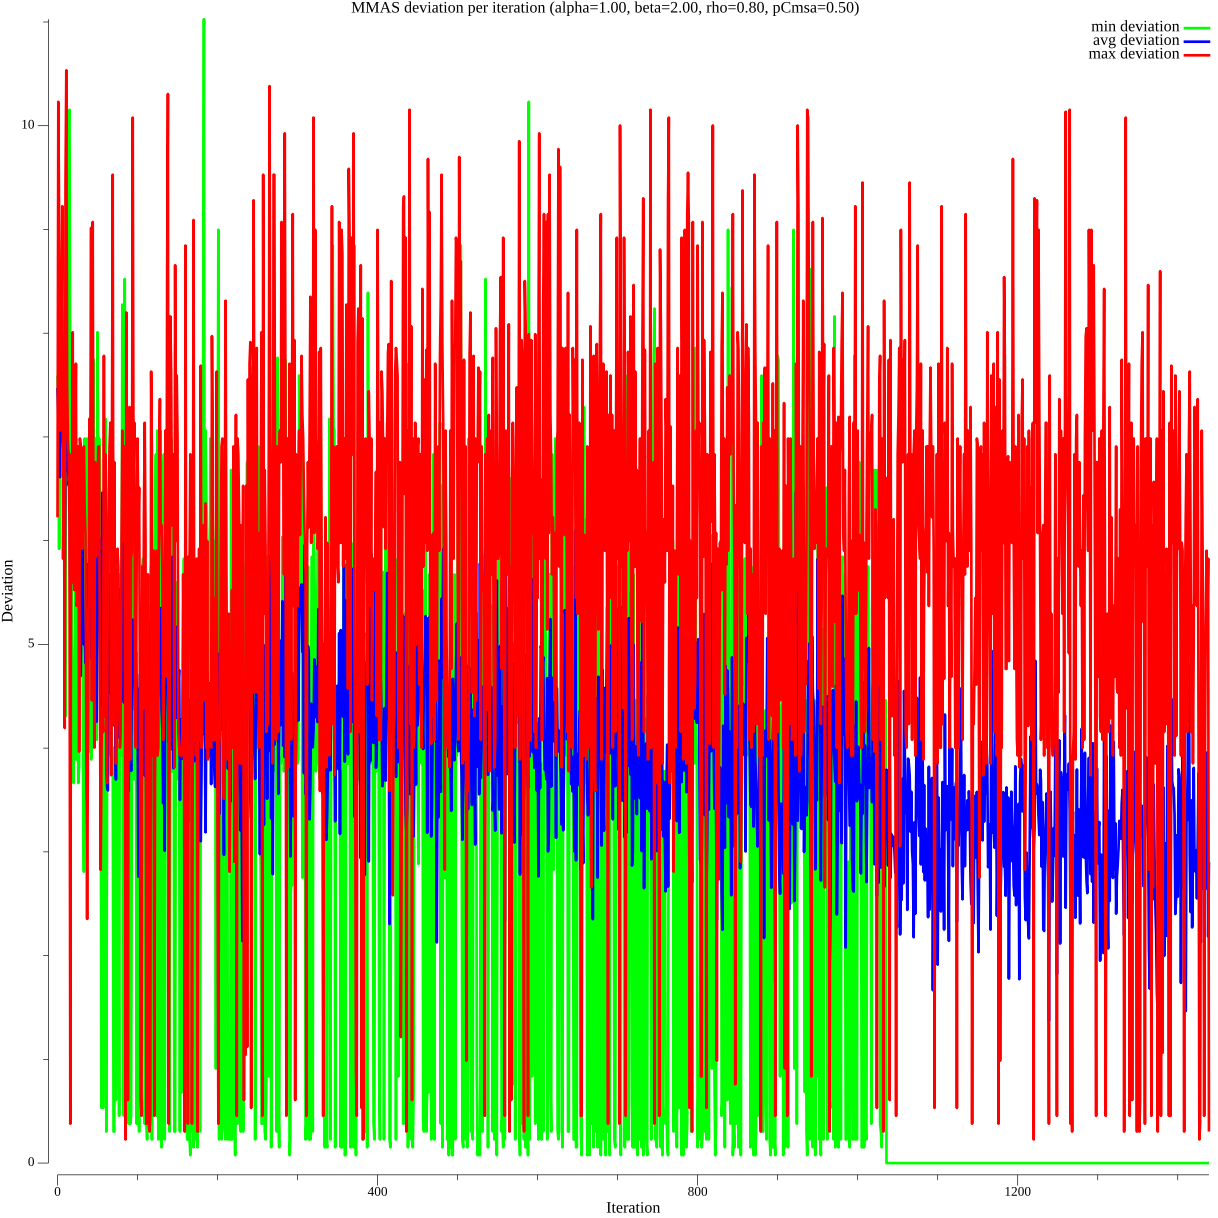 MMAS deviation per iteration (alpha=1.00, beta=2.00, rho=0.80, pCmsa=0.50)
min deviation
avg deviation
max deviation
10
5
0
Deviation
0 400 800 1200
Iteration